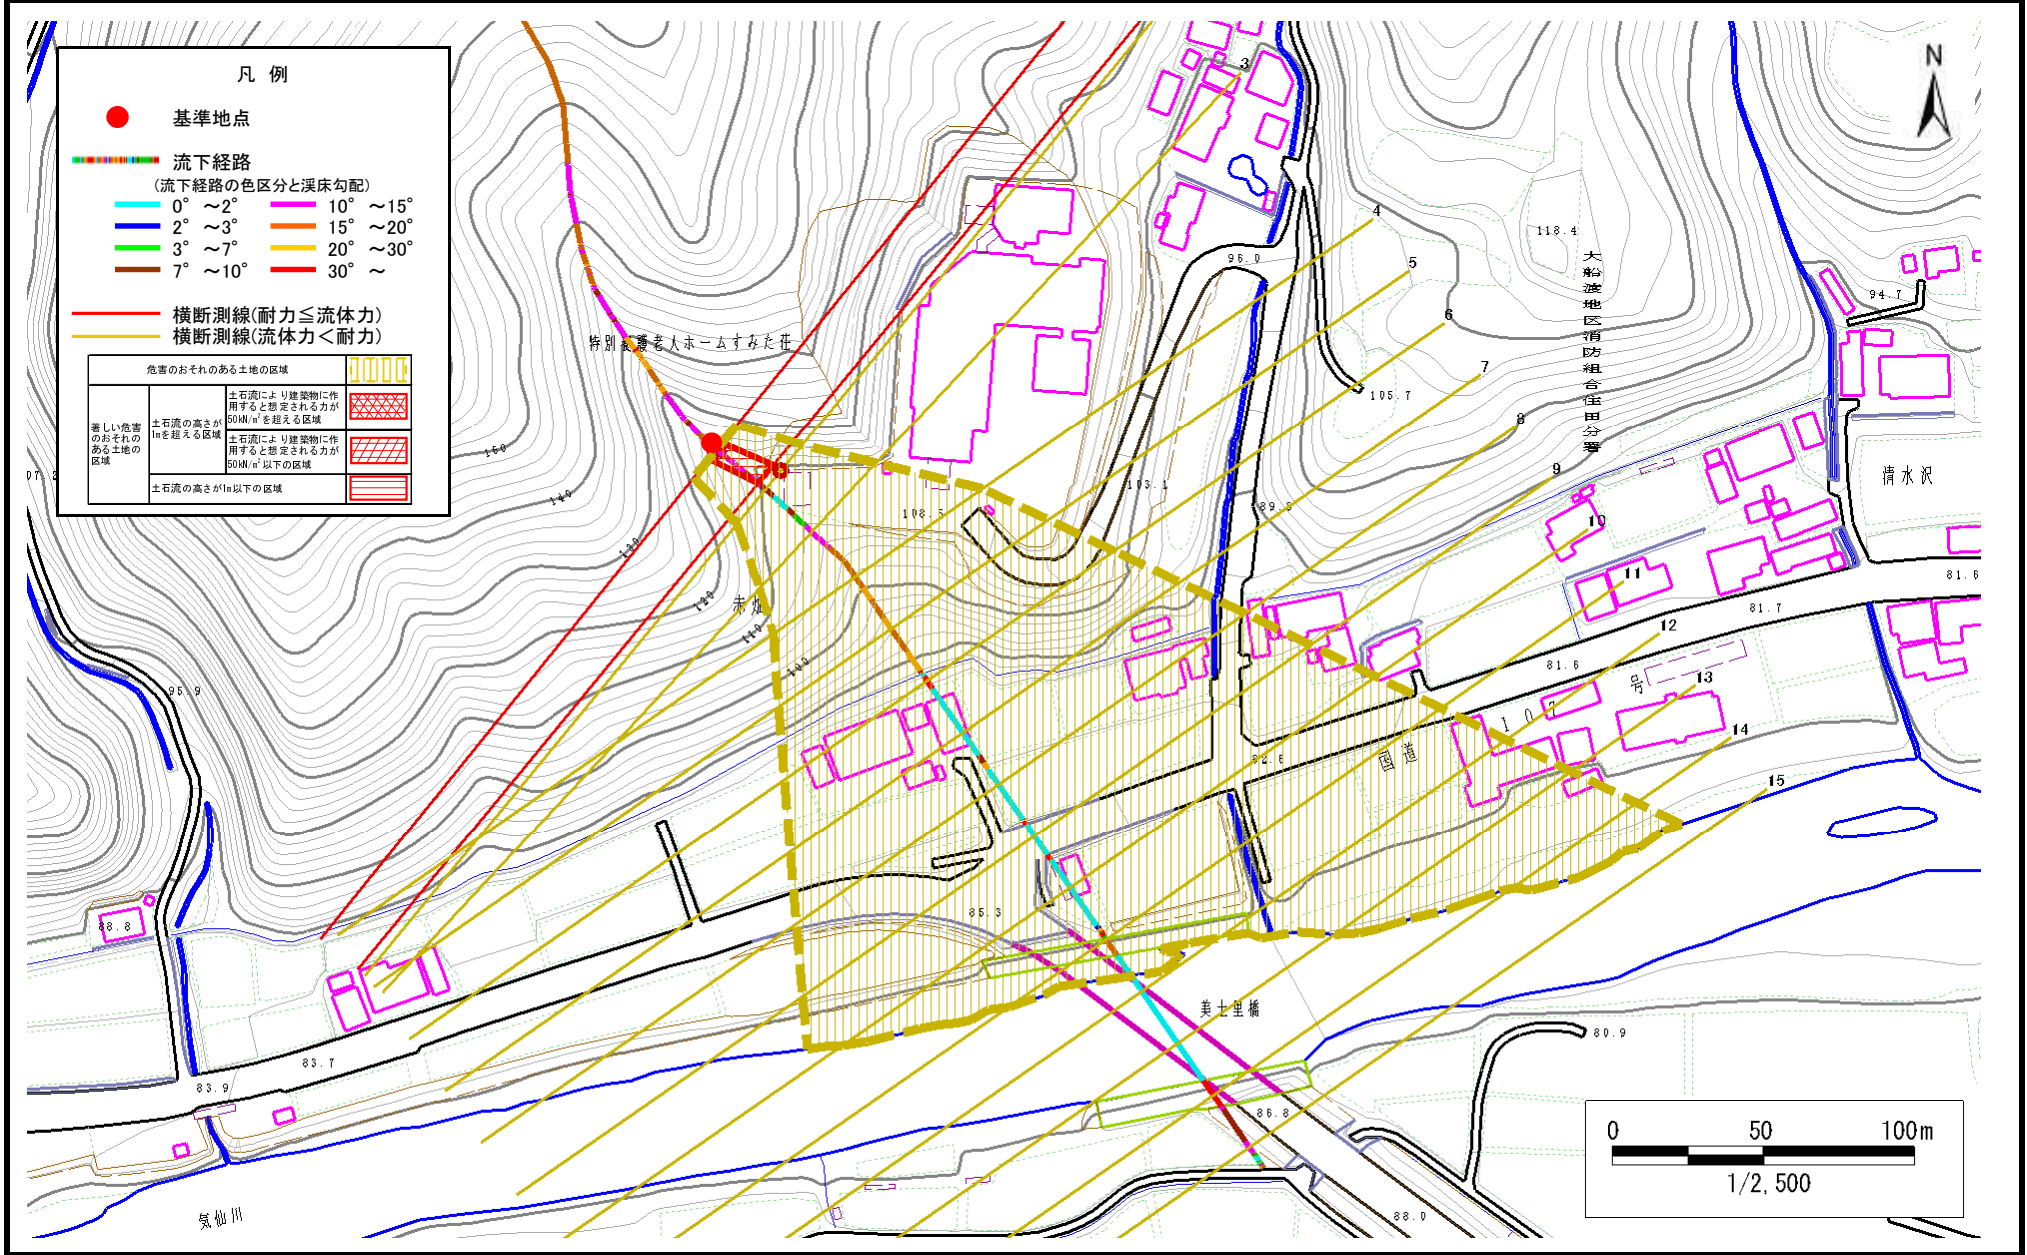 凡 例
基準地点
流下経路
(流下経路の色区分と渓床勾配)
0° ～2°
10° ～15°
2° ～3°
15° ～20°
3° ～7°
20° ～30°
7° ～10°
30° ～
横断測線(耐力≦流体力)
横断測線(流体力＜耐力)
危害のおそれのある土地の区域
著しい危害
のおそれの
ある土地の
区域
土石流の高さが
1mを超える区域
土石流により建築物に作
用すると想定される力が
50kN/㎡を超える区域
土石流により建築物に作
用すると想定される力が
50kN/㎡以下の区域
土石流の高さが1m以下の区域
N
3
4
5
6
7
8
9
10
11
12
13
14
15
118.4
大船渡地区消防組合住田分署
96.0
94.7
105.7
特別養護老人ホームすみた荘
150
140
130
120
110
100
108.5
103.1
89.5
清水沢
81.6
81.7
81.6
95.9
号
107
国道
82.6
88.8
85.3
美士里橋
83.7
83.9
80.9
86.8
88.0
気仙川
0 50 100m
1/2,500